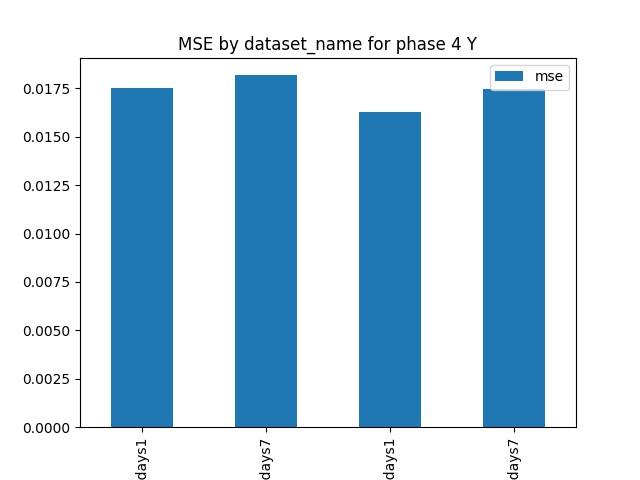 MSE by dataset_name for phase 4 Y
mse
0.0175
0.0150
0.0125
0.0100
0.0075
0.0050
0.0025
0.0000
days1
days7
days1
days7